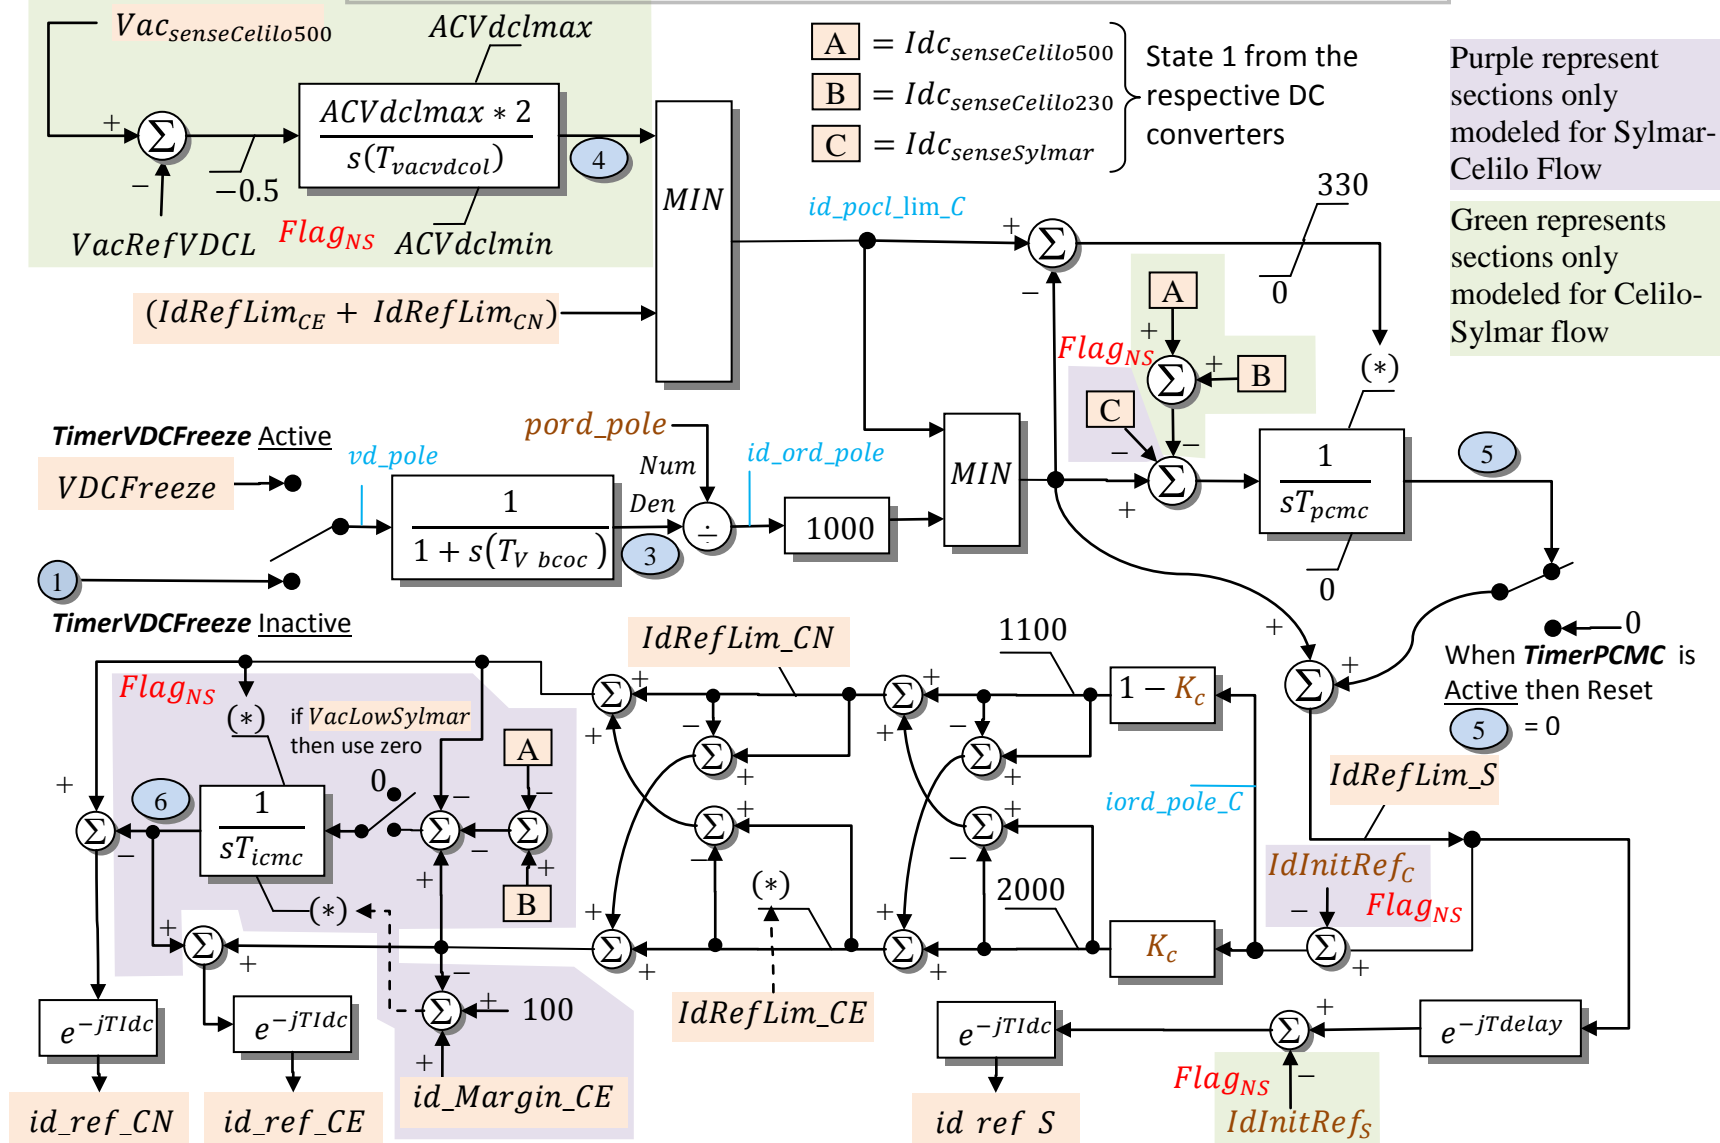 Vac_senseCelilo500
ACVdclmax
+
Σ
−
−0.5
ACVdclmax * 2
s(T_vacvdcol)
4
VacRefVDCL
Flag_NS
ACVdclmin
(IdRefLim_CE + IdRefLim_CN)
MIN
A = Idc_senseCelilo500
B = Idc_senseCelilo230
C = Idc_senseSylmar
State 1 from the
respective DC
converters
Purple represent
sections only
modeled for Sylmar-
Celilo Flow
Green represents
sections only
modeled for Celilo-
Sylmar flow
id_pocl_lim_C
+
Σ
−
330
0
A
+
Flag_NS
Σ
+
B
C
−
−
Σ
+
(*)
1
sT_pcmc
0
5
TimerVDCFreeze Active
VDCFreeze
vd_pole
1
1 + s(T_V bcoc)
3
pord_pole
Num
Den
÷
id_ord_pole
1000
MIN
1
TimerVDCFreeze Inactive
0
When TimerPCMC is
Active then Reset
5 = 0
+
+
Σ
IdRefLim_S
IdRefLim_CN
1100
1 − K_c
Σ
+
+
Σ
+
+
−
Σ
+
−
Σ
+
iord_pole_C
Flag_NS
(*)
if VacLowSylmar
then use zero
A
0
6
1
sT_icmc
−
−
+
Σ
−
Σ
−
Σ
+
+
B
(*)
+
Σ
−
Σ
+
−
Σ
+
−
2000
(*)
+
Σ
+
+
Σ
+
K_c
IdInitRef_C
−
Flag_NS
Σ
+
+
Σ
+
−
Σ
+
100
+
id_Margin_CE
IdRefLim_CE
e^−jTIdc
e^−jTIdc
e^−jTIdc
+
Σ
+
−
e^−jTdelay
Flag_NS
IdInitRef_S
id_ref_CN
id_ref_CE
id ref S